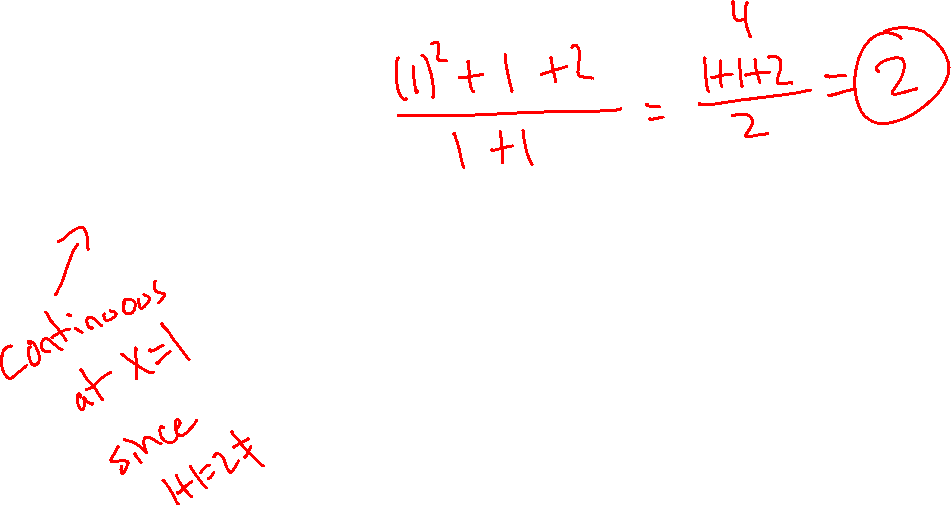 4
(1)² + 1 + 2 / 1 + 1 = 1+1+2 / 2 = 2
continuous
at x=1
since
1+1=2≠